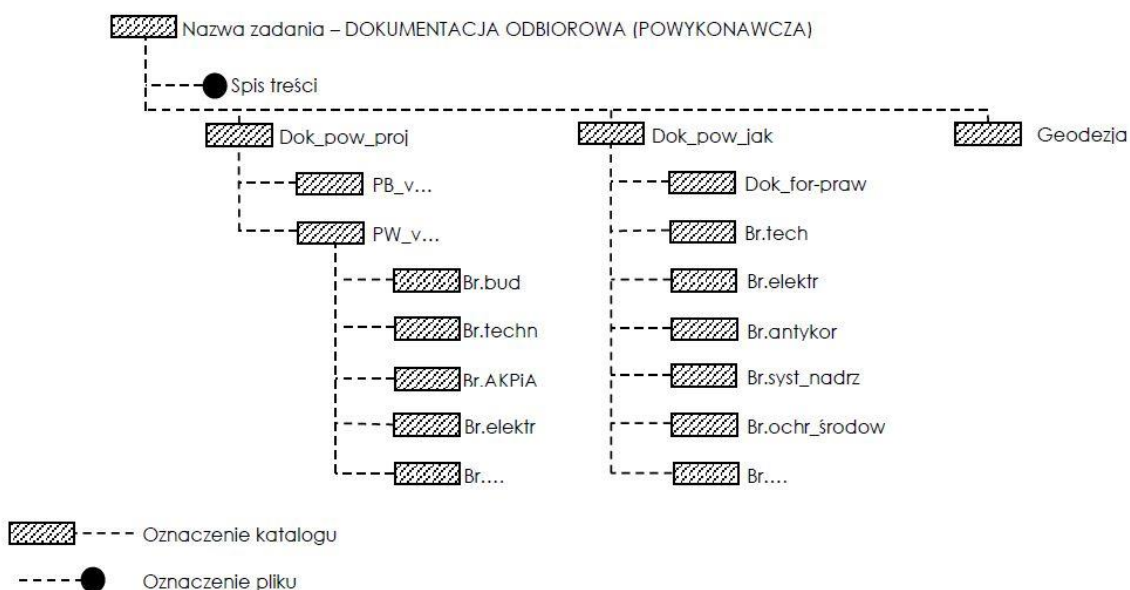 Nazwa zadania – DOKUMENTACJA ODBIOROWA (POWYKONAWCZA)
Spis treści
Dok_pow_proj
Dok_pow_jak
Geodezja
PB_v...
Dok_for-praw
PW_v...
Br.tech
Br.bud
Br.elektr
Br.techn
Br.antykor
Br.AKPiA
Br.syst_nadrz
Br.elektr
Br.ochr_środow
Br....
Br....
Oznaczenie katalogu
Oznaczenie pliku